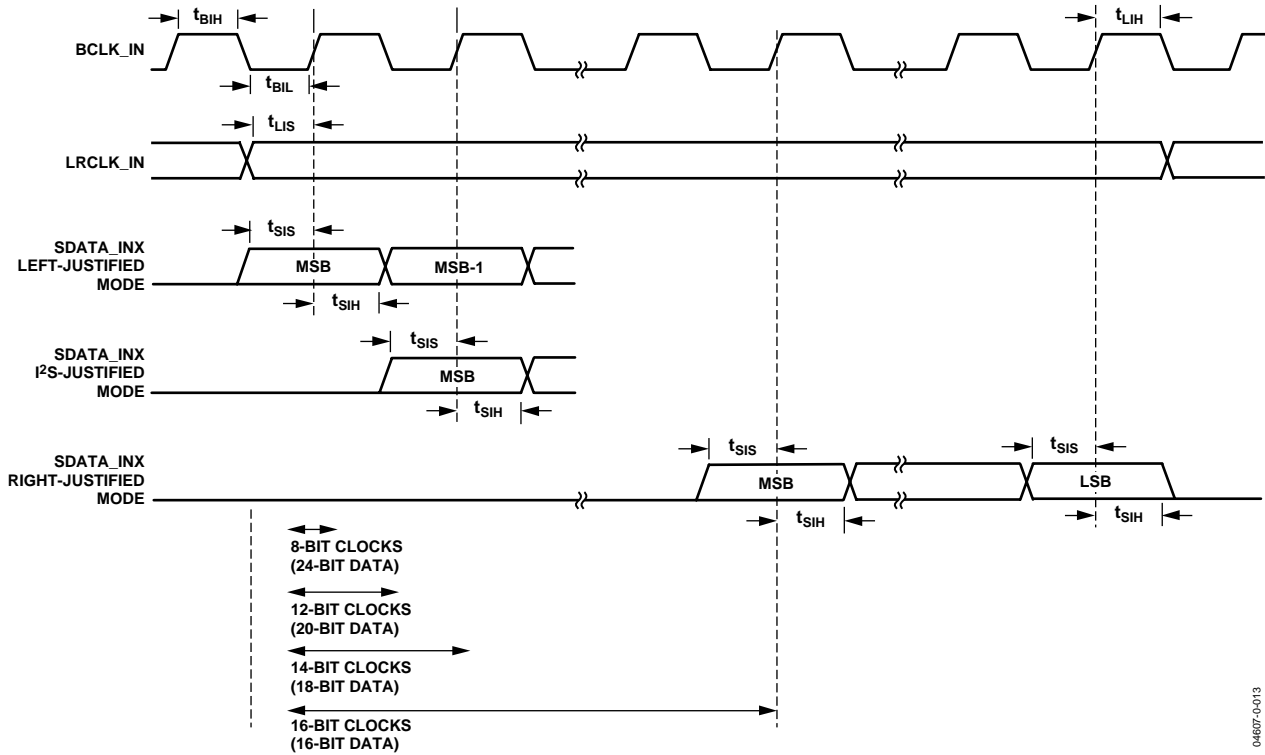 tBIH
tLIH
BCLK_IN
tBIL
tLIS
LRCLK_IN
tSIS
SDATA_INX
LEFT-JUSTIFIED
MODE
MSB
MSB-1
tSIH
tSIS
SDATA_INX
I2S-JUSTIFIED
MODE
MSB
tSIH
tSIS
tSIS
SDATA_INX
RIGHT-JUSTIFIED
MODE
MSB
LSB
tSIH
tSIH
8-BIT CLOCKS
(24-BIT DATA)
12-BIT CLOCKS
(20-BIT DATA)
14-BIT CLOCKS
(18-BIT DATA)
16-BIT CLOCKS
(16-BIT DATA)
04607-0-013